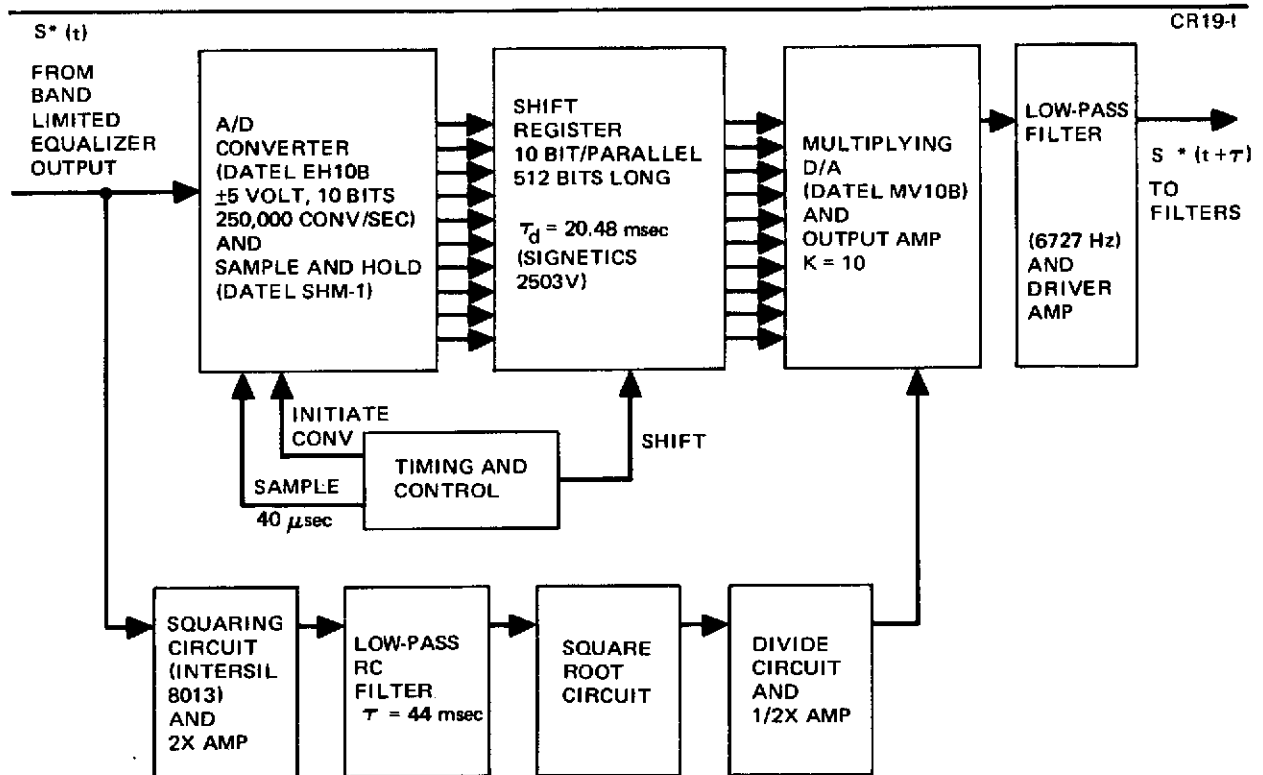 CR19-I
S* (t)
FROM
BAND
LIMITED
EQUALIZER
OUTPUT
A/D
CONVERTER
(DATEL EH10B
±5 VOLT, 10 BITS
250,000 CONV/SEC)
AND
SAMPLE AND HOLD
(DATEL SHM-1)
SHIFT
REGISTER
10 BIT/PARALLEL
512 BITS LONG
τd = 20.48 msec
(SIGNETICS
2503V)
MULTIPLYING
D/A
(DATEL MV10B)
AND
OUTPUT AMP
K = 10
LOW-PASS
FILTER
(6727 Hz)
AND
DRIVER
AMP
S * (t+τ)
TO
FILTERS
INITIATE
CONV
SAMPLE
40 μsec
TIMING AND
CONTROL
SHIFT
SQUARING
CIRCUIT
(INTERSIL
8013)
AND
2X AMP
LOW-PASS
RC
FILTER
τ = 44 msec
SQUARE
ROOT
CIRCUIT
DIVIDE
CIRCUIT
AND
1/2X AMP